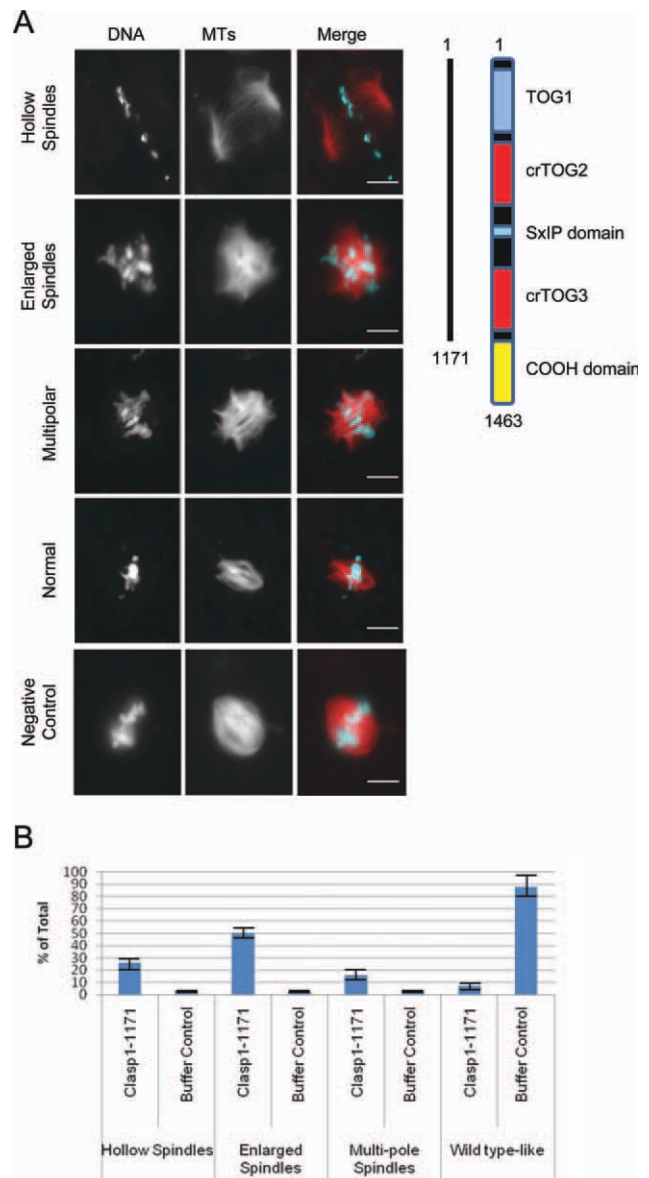 A
DNA MTs Merge
Hollow
Spindles
Enlarged
Spindles
Multipolar
Normal
Negative
Control
1 1
TOG1
crTOG2
SxIP domain
crTOG3
COOH domain
1171
1463
B
% of Total
100
90
80
70
60
50
40
30
20
10
0
Clasp1-1171
Buffer Control
Clasp1-1171
Buffer Control
Clasp1-1171
Buffer Control
Clasp1-1171
Buffer Control
Hollow Spindles
Enlarged
Spindles
Multi-pole
Spindles
Wild type-like